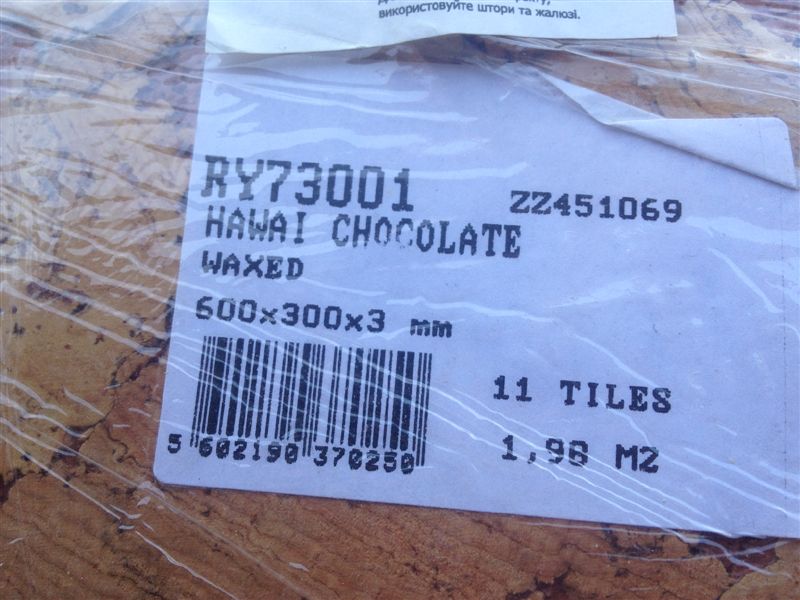 використовуйте штори та жалюзі.
RY73001
ZZ451069
HAWAI CHOCOLATE
WAXED
600x300x3 mm
11 TILES
1,98 M2
5 602190 370250